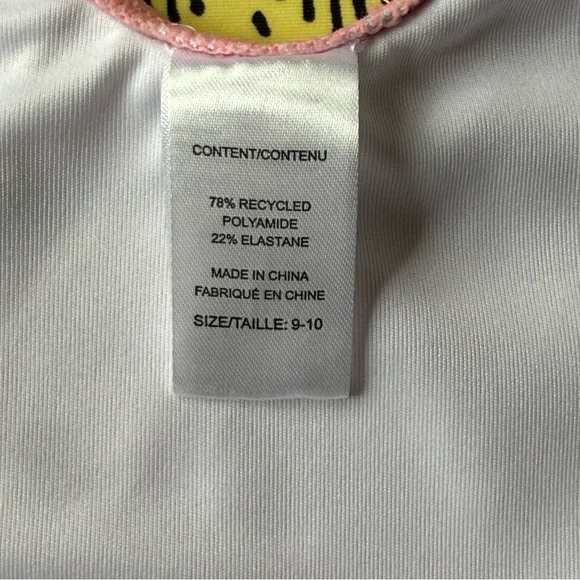 CONTENT/CONTENU
78% RECYCLED
POLYAMIDE
22% ELASTANE
MADE IN CHINA
FABRIQUÉ EN CHINE
SIZE/TAILLE: 9-10